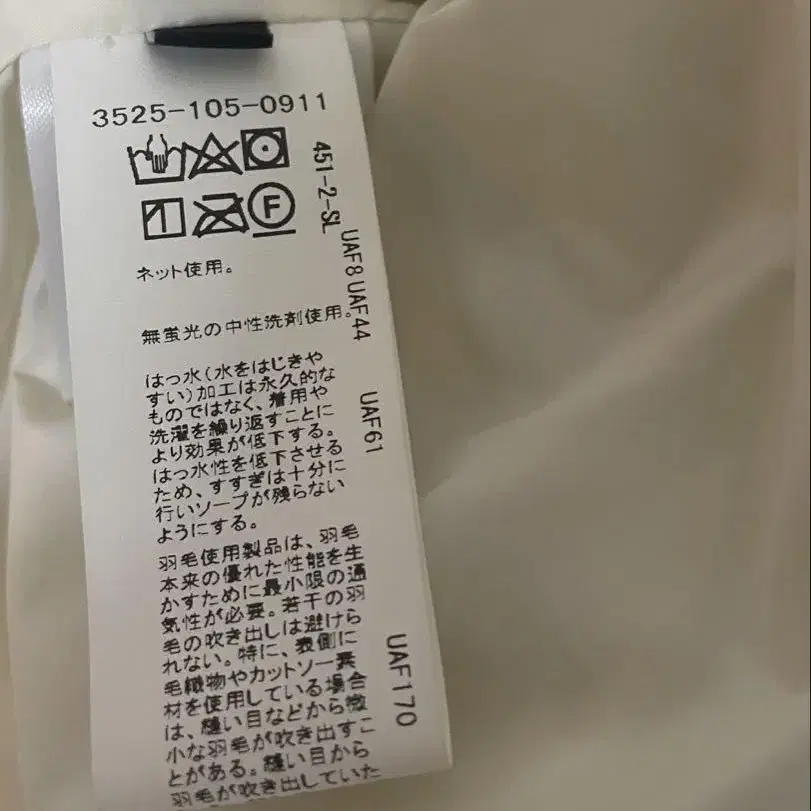 3525-105-0911
451-2-SL
F
ネット使用。
無蛍光の中性洗剤使用。
UAF8 UAF44
はっ水(水をはじきや
すい)加工は永久的な
ものではなく、着用や
洗濯を繰り返すことに
より効果が低下する。
はっ水性を低下させる
ため、すすぎは十分に
行いソープが残らない
ようにする。
UAF61
羽毛使用製品は、羽毛
本来の優れた性能を生
かすために最小限の通
気性が必要。若干の羽
毛の吹き出しは避けら
れない。特に、表側に
毛織物やカットソー素
材を使用している場合
は、縫い目などから微
小な羽毛が吹き出すこ
とがある。縫い目から
羽毛が吹き出していた
UAF170